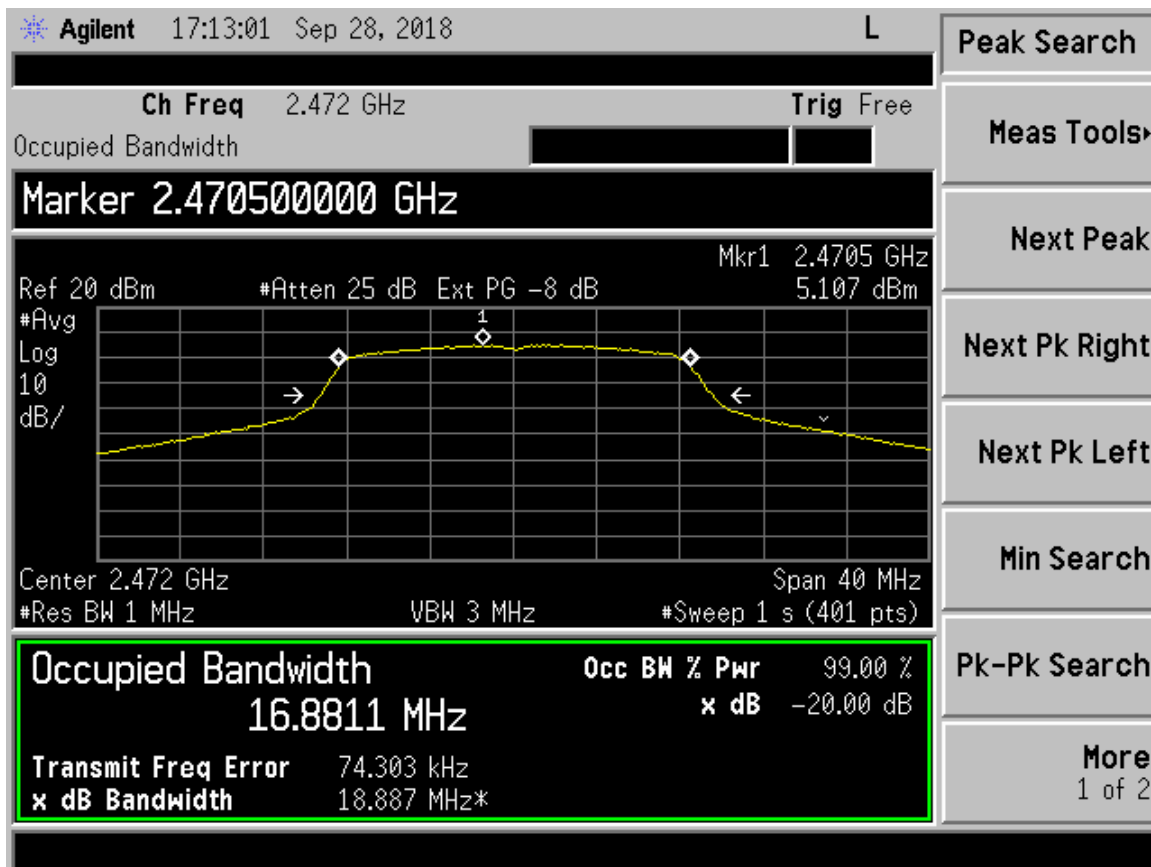 Agilent 17:13:01 Sep 28, 2018 L
Ch Freq 2.472 GHz Trig Free
Occupied Bandwidth
Marker 2.470500000 GHz
Mkr1 2.4705 GHz
Ref 20 dBm #Atten 25 dB Ext PG -8 dB 5.107 dBm
#Avg
Log
10
dB/
1
Center 2.472 GHz Span 40 MHz
#Res BW 1 MHz VBW 3 MHz #Sweep 1 s (401 pts)
Occupied Bandwidth Occ BW % Pwr 99.00 %
16.8811 MHz x dB -20.00 dB
Transmit Freq Error 74.303 kHz
x dB Bandwidth 18.887 MHz*
Peak Search
Meas Tools
Next Peak
Next Pk Right
Next Pk Left
Min Search
Pk-Pk Search
More
1 of 2